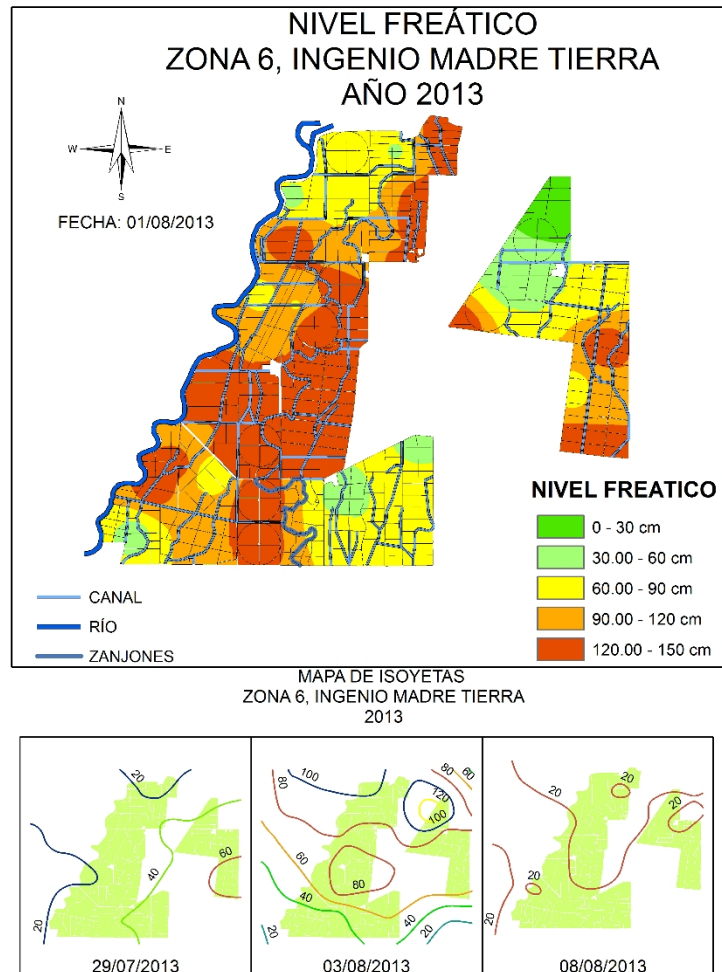 NIVEL FREÁTICO
ZONA 6, INGENIO MADRE TIERRA
AÑO 2013
N
W
E
S
FECHA: 01/08/2013
NIVEL FREATICO
0 - 30 cm
30.00 - 60 cm
60.00 - 90 cm
90.00 - 120 cm
120.00 - 150 cm
CANAL
RÍO
ZANJONES
MAPA DE ISOYETAS
ZONA 6, INGENIO MADRE TIERRA
2013
20
40
60
20
29/07/2013
100
80
80
60
120
100
60
80
40
40
20
20
03/08/2013
20
20
20
20
20
08/08/2013